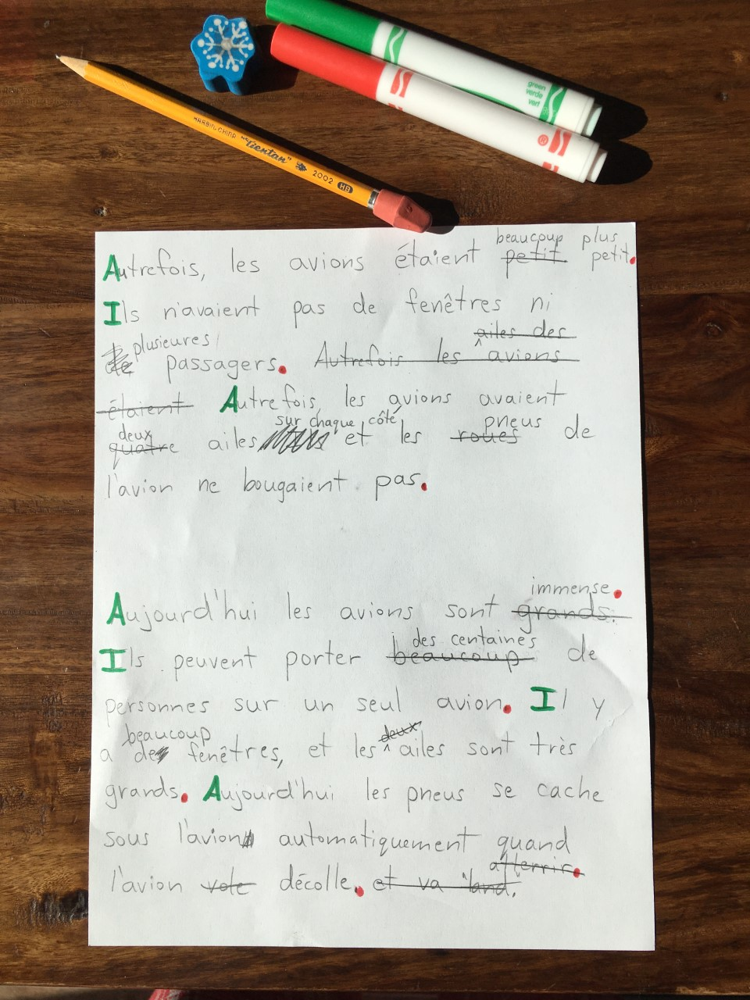 green
verde
vert
HARBIN, CHINA "Tientan" 2002 HB
beaucoup plus
Autrefois, les avions étaient petit petit.
Ils n'avaient pas de fenêtres ni
ailes des
plusieures
de passagers. Autrefois les avions
étaient Autrefois, les avions avaient
deux sur chaque côté pneus
quatre ailes et les roues de
l'avion ne bougaient pas.
immense.
Aujourd'hui les avions sont grands.
des centaines
Ils peuvent porter beaucoup de
personnes sur un seul avion. Il y
beaucoup deux
a de fenêtres, et les ailes sont très
grands. Aujourd'hui les pneus se cache
sous l'avion automatiquement quand
atterrir.
l'avion vole décolle. et va "land".